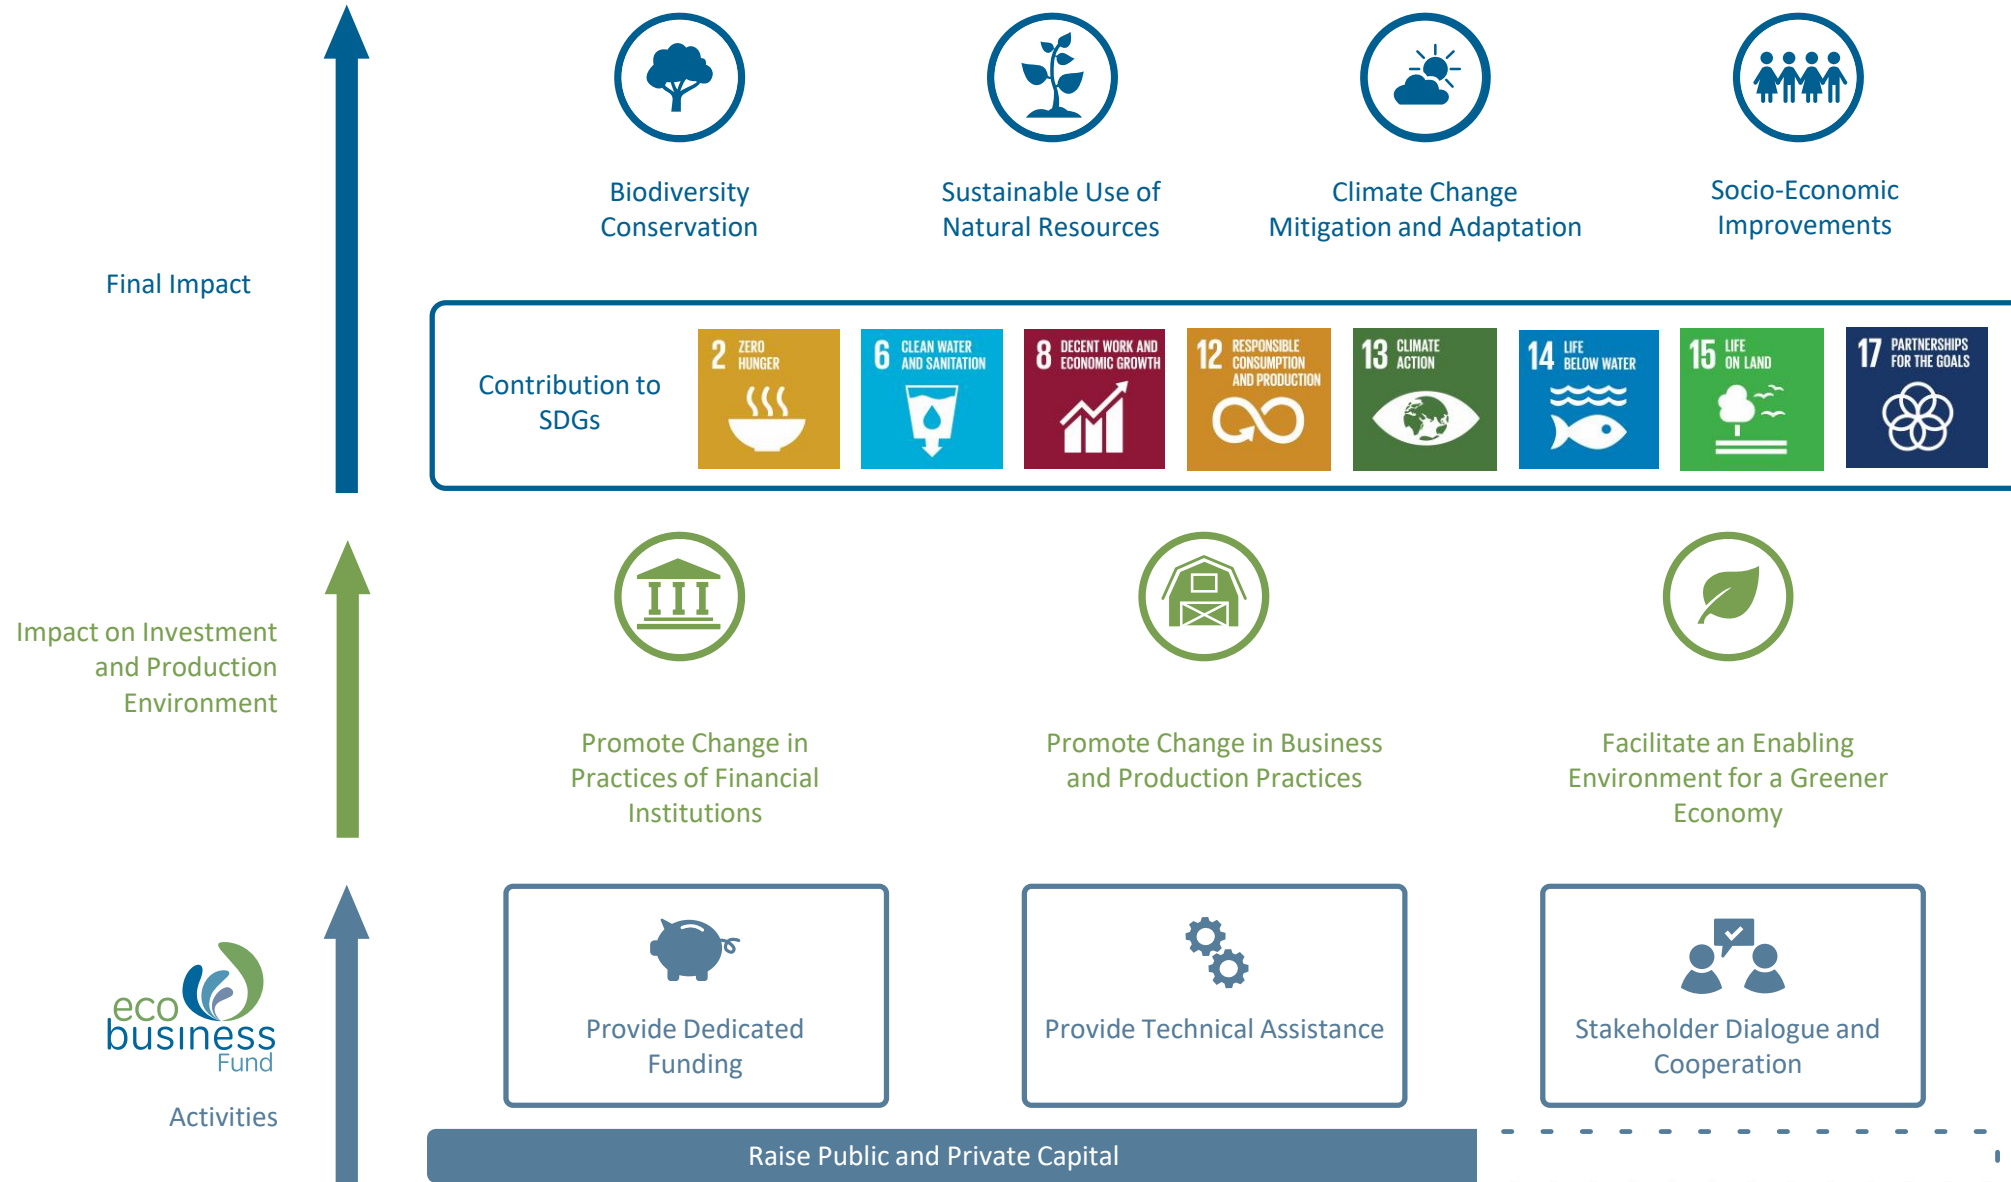 Biodiversity
Conservation
Sustainable Use of
Natural Resources
Climate Change
Mitigation and Adaptation
Socio-Economic
Improvements
Final Impact
Contribution to
SDGs
2 ZERO
HUNGER
6 CLEAN WATER
AND SANITATION
8 DECENT WORK AND
ECONOMIC GROWTH
12 RESPONSIBLE
CONSUMPTION
AND PRODUCTION
13 CLIMATE
ACTION
14 LIFE
BELOW WATER
15 LIFE
ON LAND
17 PARTNERSHIPS
FOR THE GOALS
Impact on Investment
and Production
Environment
Promote Change in
Practices of Financial
Institutions
Promote Change in Business
and Production Practices
Facilitate an Enabling
Environment for a Greener
Economy
eco
business
Fund
Activities
Provide Dedicated
Funding
Provide Technical Assistance
Stakeholder Dialogue and
Cooperation
Raise Public and Private Capital